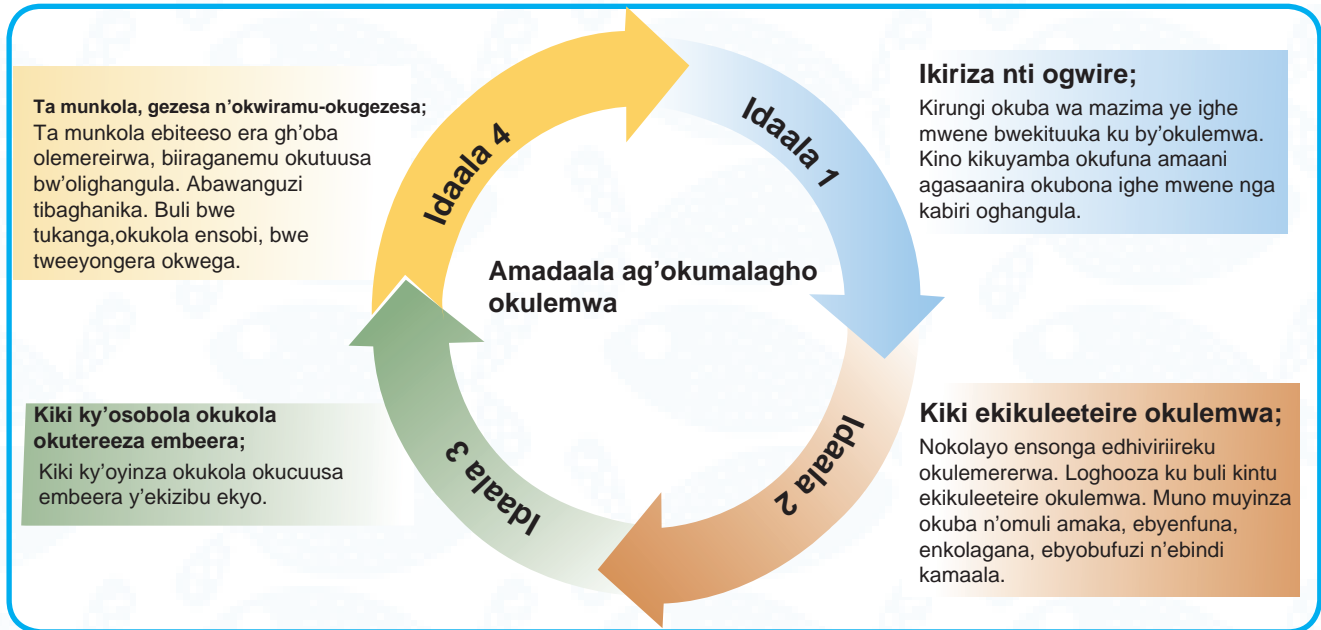 Amadaala ag'okumalagho
okulemwa
Idaala 1
Ikiriza nti ogwire;
Kirungi okuba wa mazima ye ighe
mwene bwekituuka ku by'okulemwa.
Kino kikuyamba okufuna amaani
agasaanira okubona ighe mwene nga
kabiri oghangula.
Idaala 2
Kiki ekikuleeteire okulemwa;
Nokolayo ensonga edhiviriireku
okulemererwa. Loghooza ku buli kintu
ekikuleeteire okulemwa. Muno muyinza
okuba n'omuli amaka, ebyenfuna,
enkolagana, ebyobufuzi n'ebindi
kamaala.
Idaala 3
Kiki ky'osobola okukola
okutereeza embeera;
Kiki ky'oyinza okukola okucuusa
embeera y'ekizibu ekyo.
Idaala 4
Ta munkola, gezesa n'okwiramu-okugezesa;
Ta munkola ebiteeso era gh'oba
olemereirwa, biiraganemu okutuusa
bw'olighangula. Abawanguzi
tibaghanika. Buli bwe
tukanga,okukola ensobi, bwe
tweeyongera okwega.